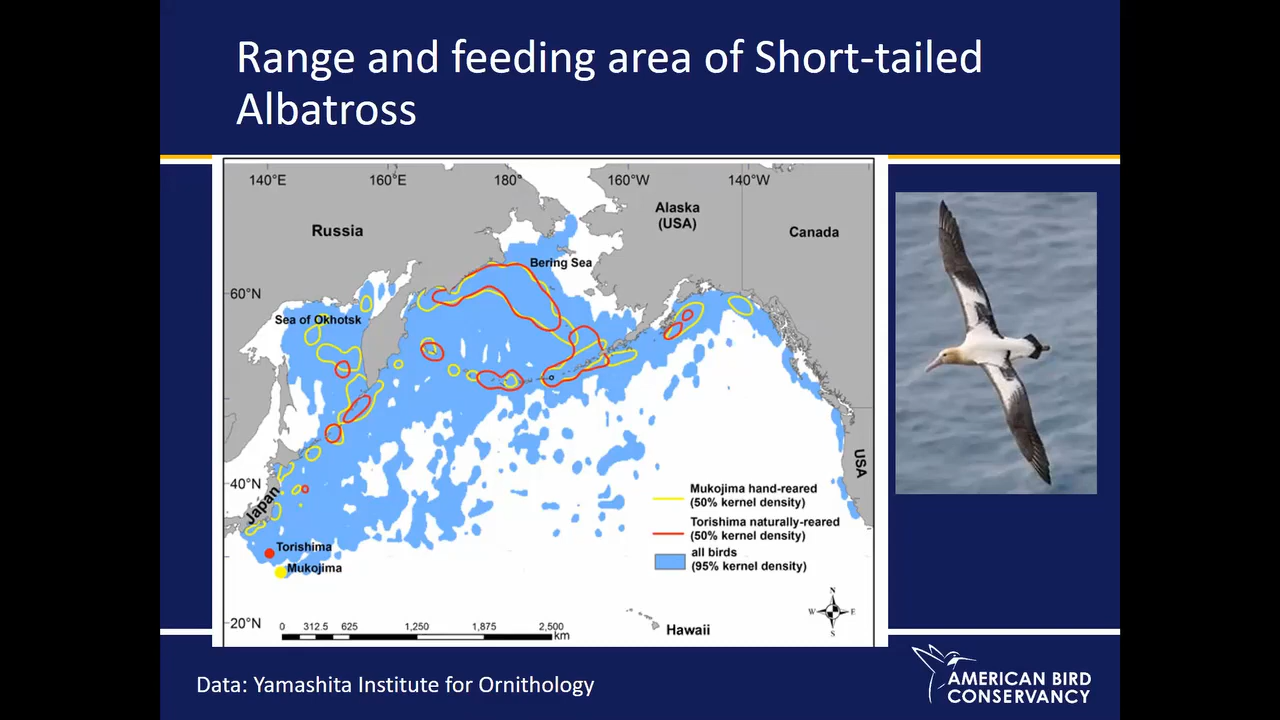 Range and feeding area of Short-tailed
Albatross
140°E
160°E
180°
160°W
140°W
Russia
Alaska
(USA)
Canada
Bering Sea
60°N
Sea of Okhotsk
40°N
Japan
USA
Mukojima hand-reared
(50% kernel density)
Torishima naturally-reared
(50% kernel density)
all birds
(95% kernel density)
Torishima
Mukojima
N
W
E
S
20°N
0
312.5
625
1,250
1,875
2,500
km
Hawaii
Data: Yamashita Institute for Ornithology
AMERICAN BIRD
CONSERVANCY